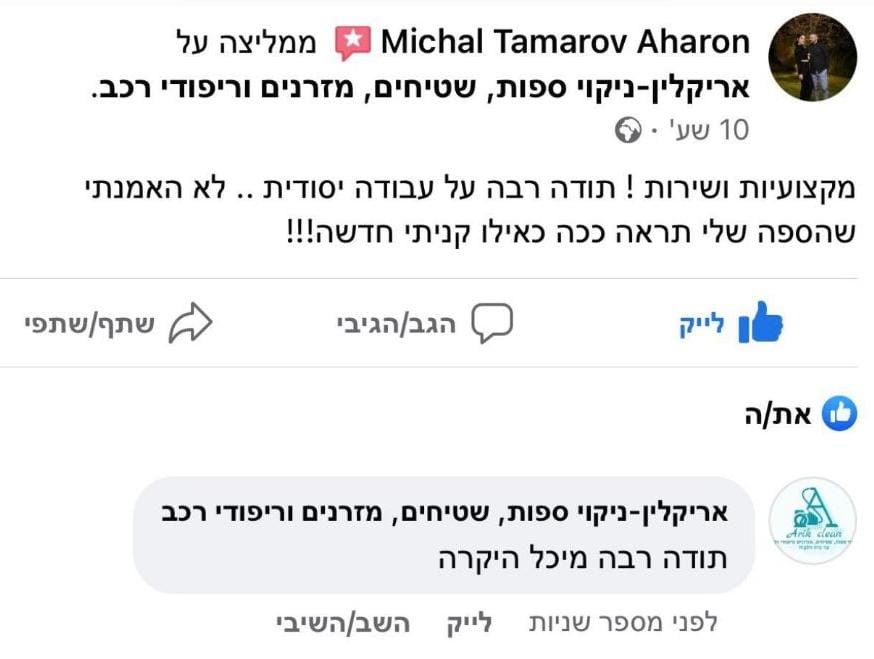 Michal Tamarov Aharon ממליצה על
אריקלין-ניקוי ספות, שטיחים, מזרנים וריפודי רכב.
10 שע' ·
מקצועיות ושירות ! תודה רבה על עבודה יסודית .. לא האמנתי
שהספה שלי תראה ככה כאילו קניתי חדשה!!!
לייק
הגב/הגיבי
שתף/שתפי
את/ה
אריקלין-ניקוי ספות, שטיחים, מזרנים וריפודי רכב
תודה רבה מיכל היקרה
Arik clean
לפני מספר שניות לייק השב/השיבי